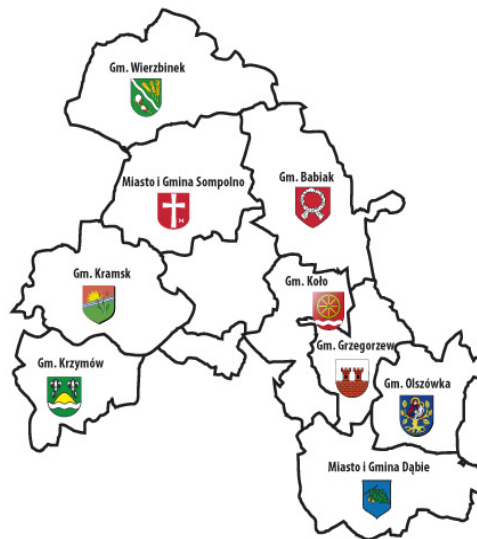 Gm. Wierzbinek
Miasto i Gmina Sompolno
Gm. Babiak
Gm. Kramsk
Gm. Koło
Gm. Grzegorzew
Gm. Krzymów
Gm. Olszówka
Miasto i Gmina Dąbie